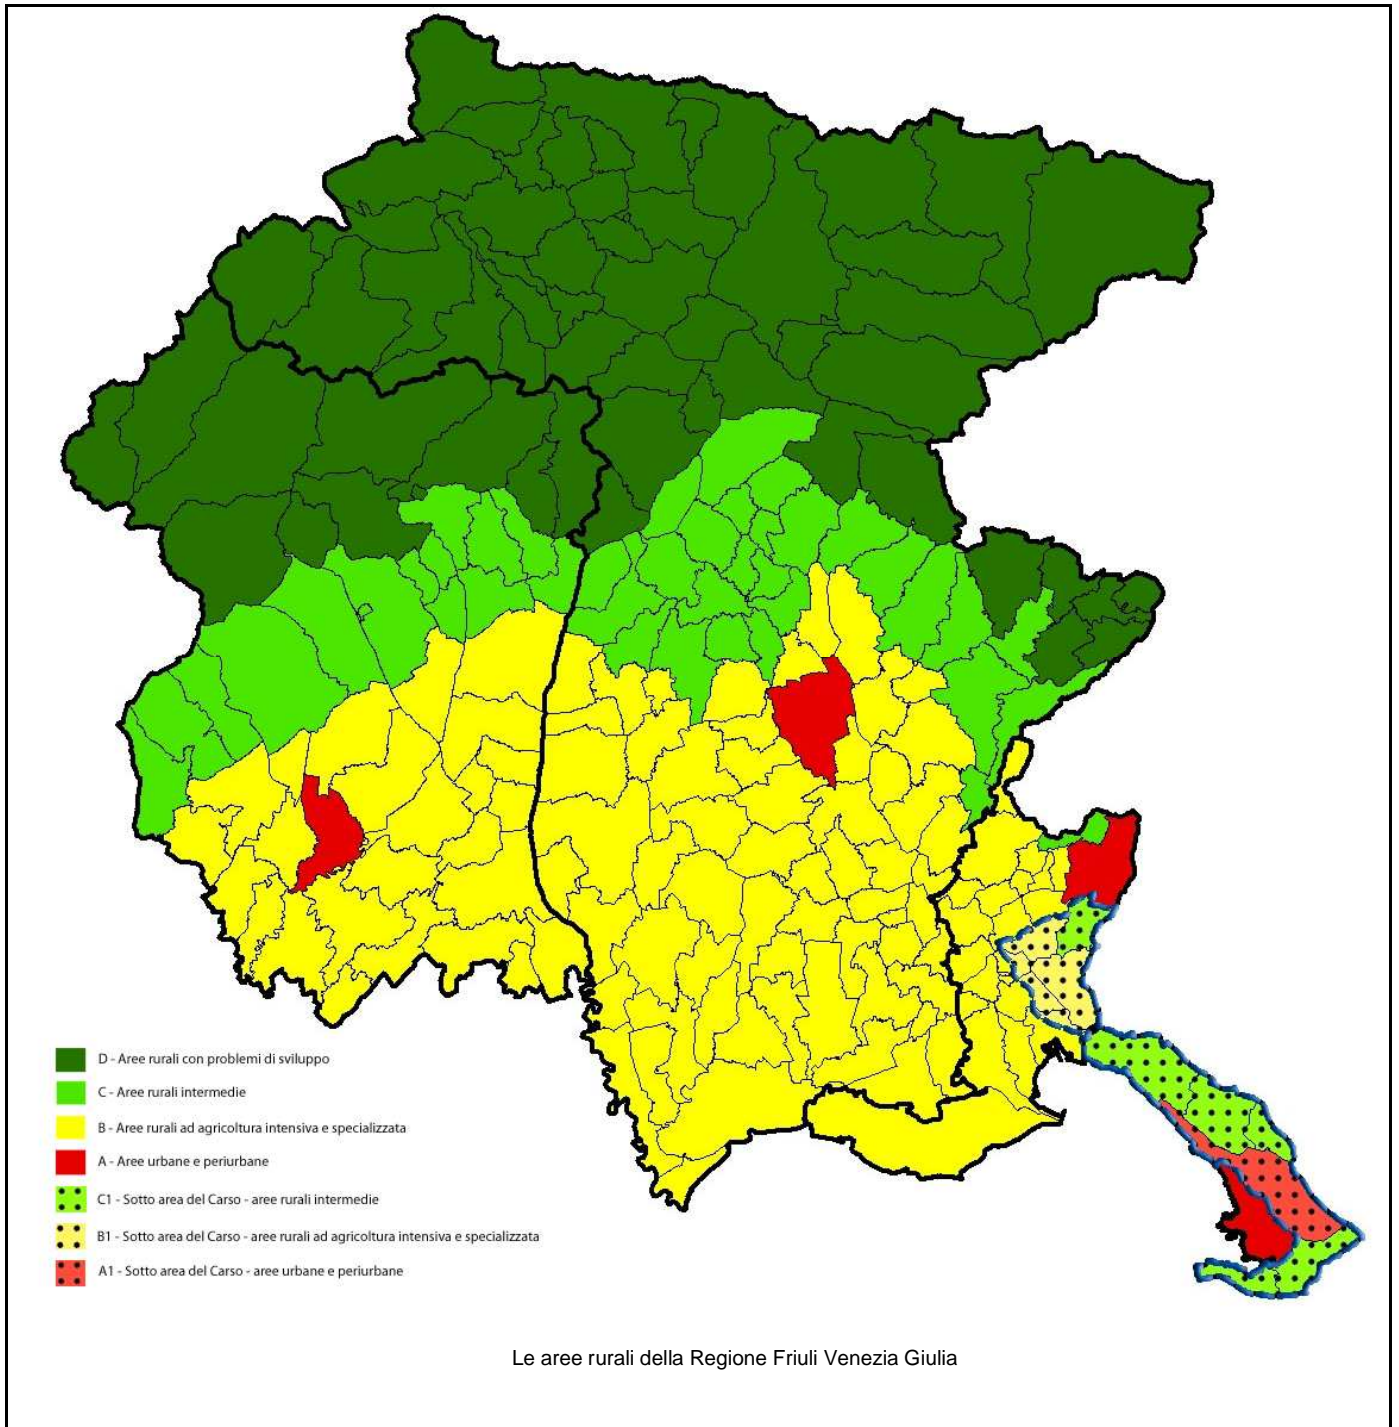 D - Aree rurali con problemi di sviluppo
C - Aree rurali intermedie
B - Aree rurali ad agricoltura intensiva e specializzata
A - Aree urbane e periurbane
C1 - Sotto area del Carso - aree rurali intermedie
B1 - Sotto area del Carso - aree rurali ad agricoltura intensiva e specializzata
A1 - Sotto area del Carso - aree urbane e periurbane
Le aree rurali della Regione Friuli Venezia Giulia